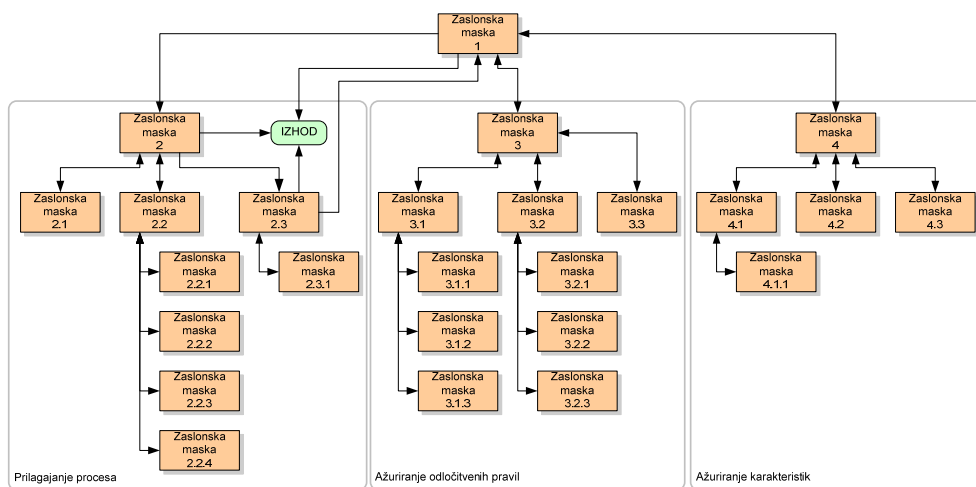 Zaslonska
maska
1
Zaslonska
maska
2
IZHOD
Zaslonska
maska
3
Zaslonska
maska
4
Zaslonska
maska
2.1
Zaslonska
maska
2.2
Zaslonska
maska
2.3
Zaslonska
maska
3.1
Zaslonska
maska
3.2
Zaslonska
maska
3.3
Zaslonska
maska
4.1
Zaslonska
maska
4.2
Zaslonska
maska
4.3
Zaslonska
maska
2.2.1
Zaslonska
maska
2.3.1
Zaslonska
maska
3.1.1
Zaslonska
maska
3.2.1
Zaslonska
maska
4.1.1
Zaslonska
maska
2.2.2
Zaslonska
maska
3.1.2
Zaslonska
maska
3.2.2
Zaslonska
maska
2.2.3
Zaslonska
maska
3.1.3
Zaslonska
maska
3.2.3
Zaslonska
maska
2.2.4
Prilagajanje procesa
Ažuriranje odločitvenih pravil
Ažuriranje karakteristik